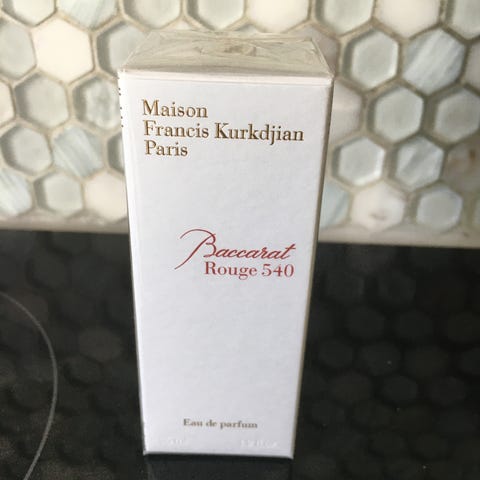 Maison
Francis Kurkdjian
Paris
Baccarat
Rouge 540
Eau de parfum